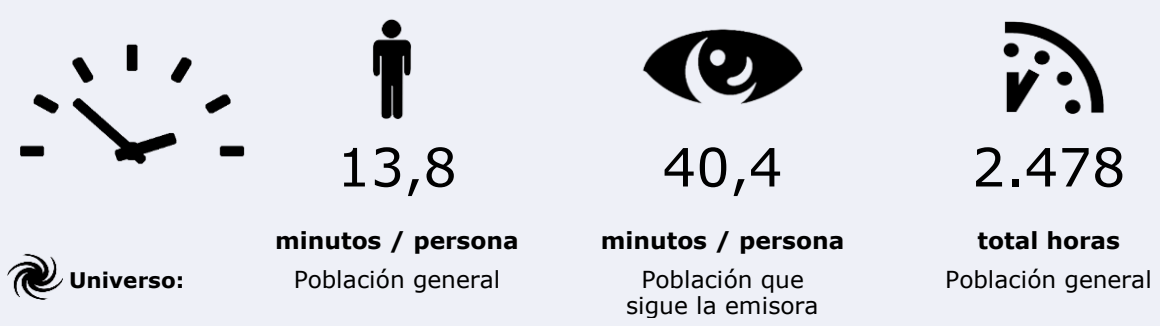 13,8
40,4
2.478
minutos / persona
minutos / persona
total horas
Universo:
Población general
Población que
sigue la emisora
Población general